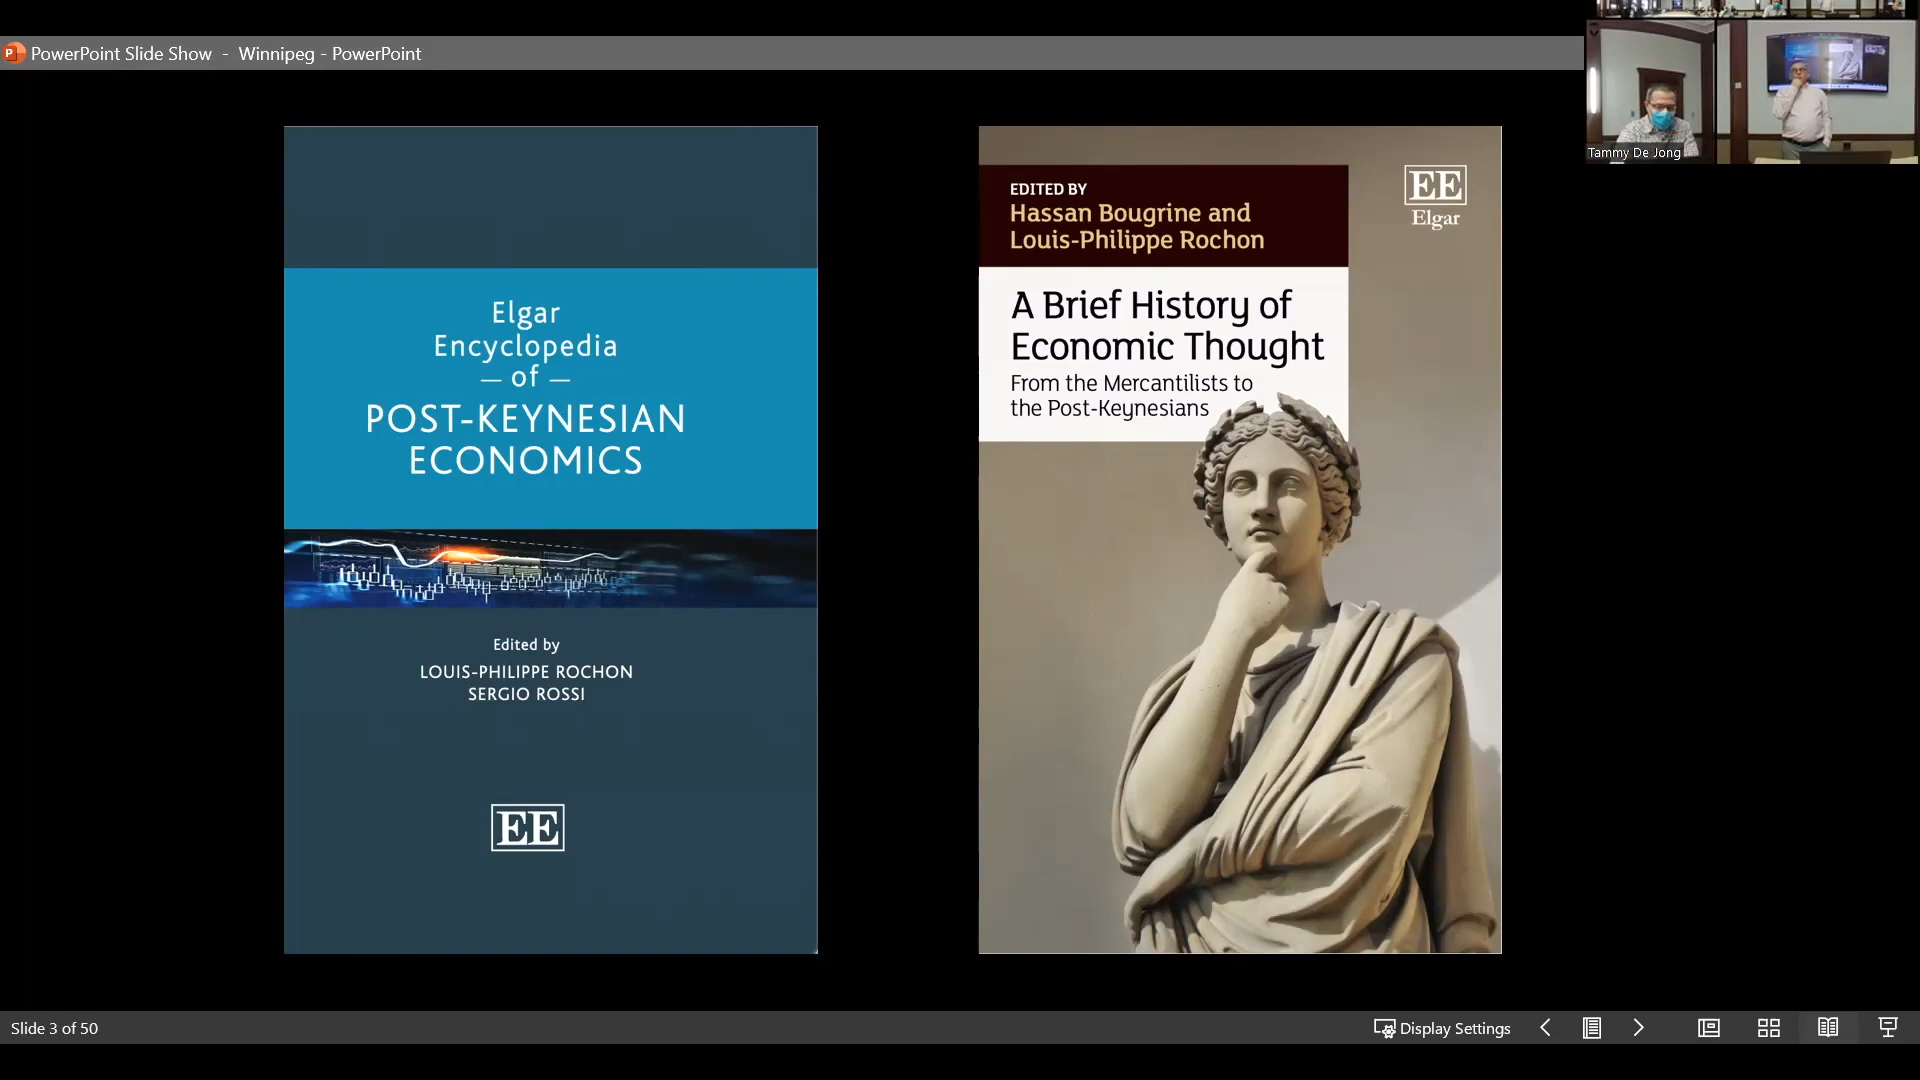 PowerPoint Slide Show - Winnipeg - PowerPoint
Tammy De Jong
Elgar
Encyclopedia
— of —
POST-KEYNESIAN
ECONOMICS
Edited by
LOUIS-PHILIPPE ROCHON
SERGIO ROSSI
EE
EDITED BY
Hassan Bougrine and
Louis-Philippe Rochon
EE
Elgar
A Brief History of
Economic Thought
From the Mercantilists to
the Post-Keynesians
Slide 3 of 50
Display Settings